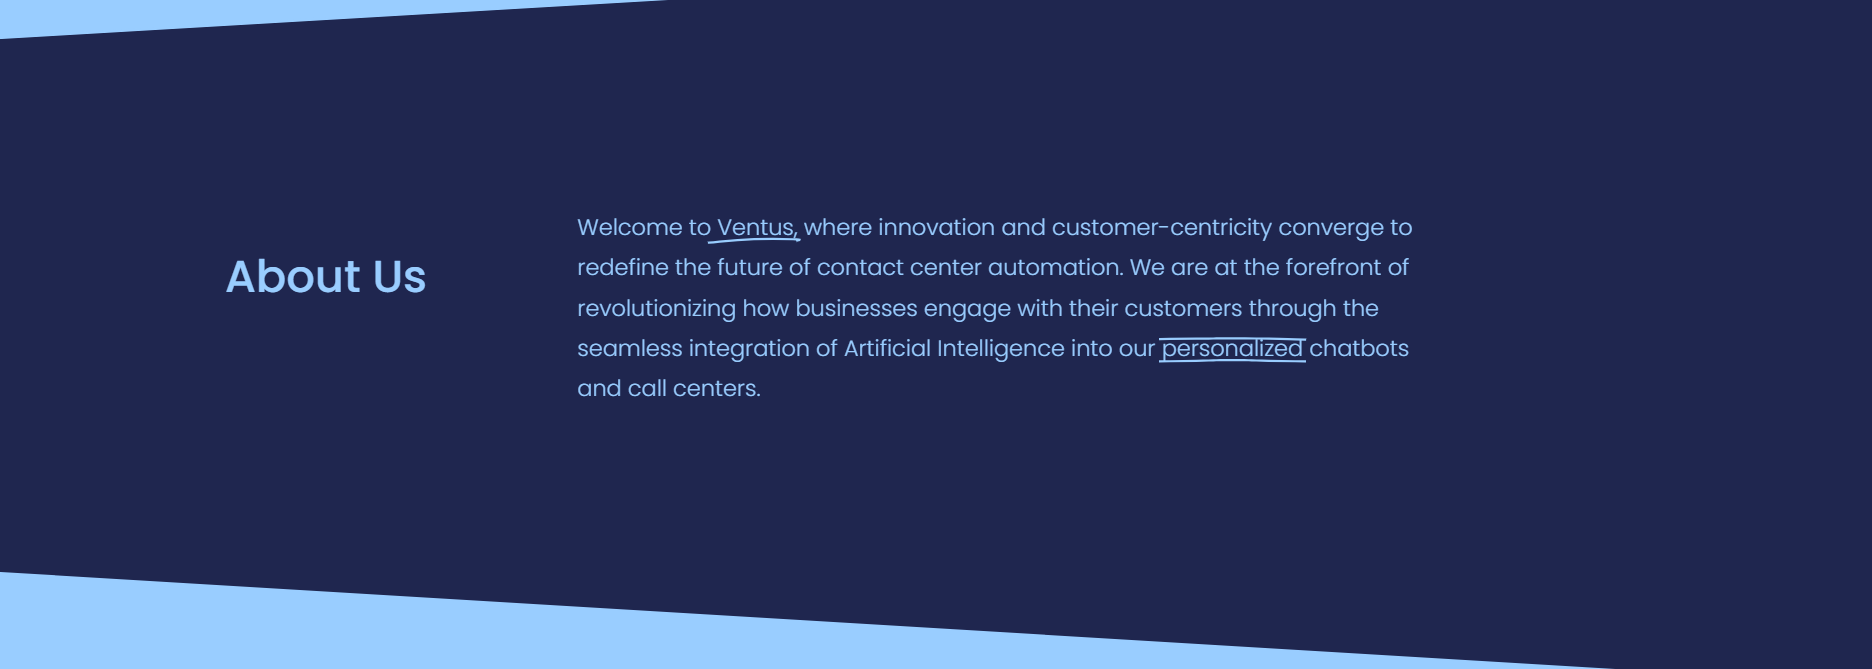 About Us
Welcome to Ventus, where innovation and customer-centricity converge to
redefine the future of contact center automation. We are at the forefront of
revolutionizing how businesses engage with their customers through the
seamless integration of Artificial Intelligence into our personalized chatbots
and call centers.